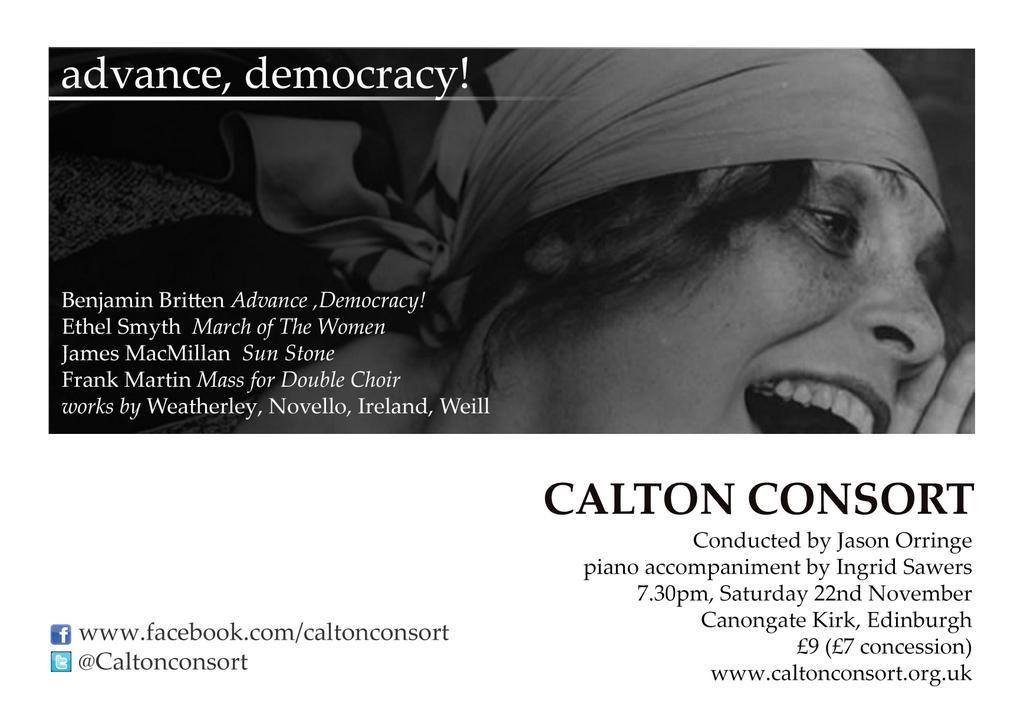 advance, democracy!
Benjamin Britten Advance ,Democracy!
Ethel Smyth March of The Women
James MacMillan Sun Stone
Frank Martin Mass for Double Choir
works by Weatherley, Novello, Ireland, Weill
CALTON CONSORT
Conducted by Jason Orringe
piano accompaniment by Ingrid Sawers
7.30pm, Saturday 22nd November
Canongate Kirk, Edinburgh
£9 (£7 concession)
www.caltonconsort.org.uk
f www.facebook.com/caltonconsort
t @Caltonconsort